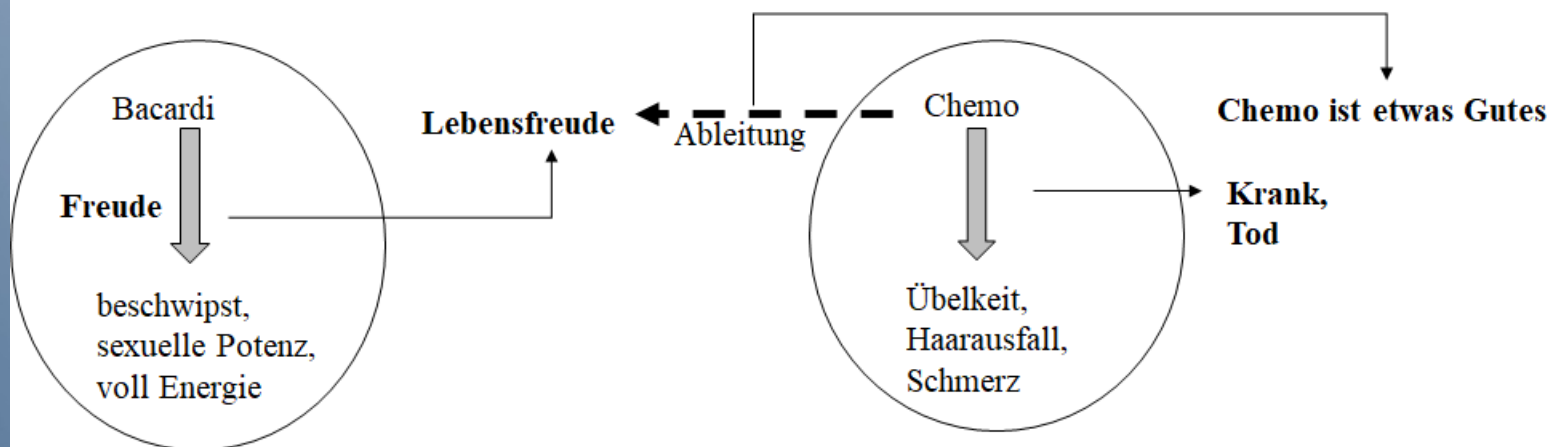 Bacardi
Freude
beschwipst,
sexuelle Potenz,
voll Energie
Lebensfreude
Ableitung
Chemo
Übelkeit,
Haarausfall,
Schmerz
Chemo ist etwas Gutes
Krank,
Tod